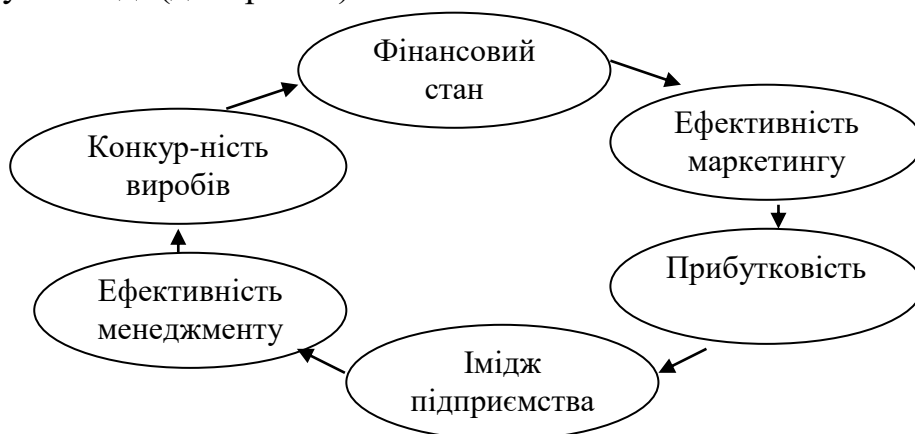 Фінансовий
стан
Ефективність
маркетингу
Прибутковість
Імідж
підприємства
Ефективність
менеджменту
Конкур-ність
виробів